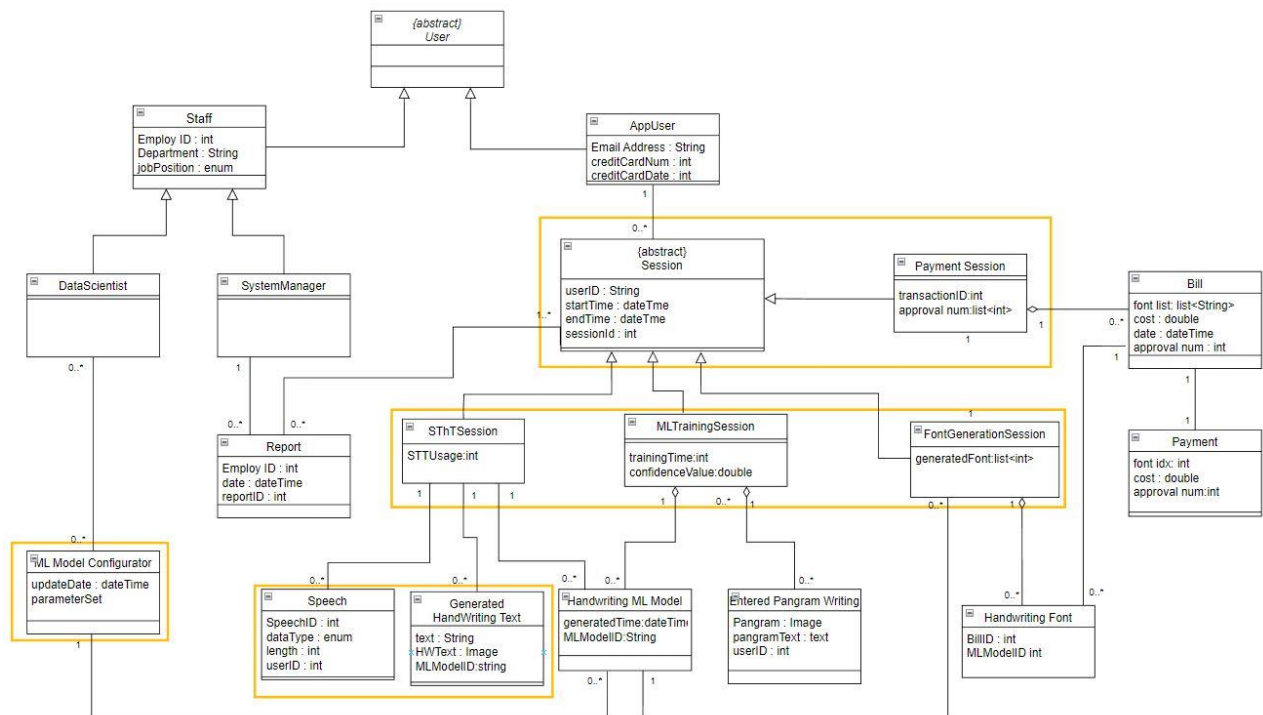 {abstract}
User
Staff
Employ ID : int
Department : String
jobPosition : enum
AppUser
Email Address : String
creditCardNum : int
creditCardDate : int
1
0..*
{abstract}
Session
userID : String
startTime : dateTme
endTime : dateTme
sessionId : int
Payment Session
transactionID:int
approval num:list<int>
1
1
0..*
Bill
font list: list<String>
cost : double
date : dateTime
approval num : int
1
1
DataScientist
0..*
SystemManager
1
1..*
0..*
0..*
Report
Employ ID : int
date : dateTime
reportID : int
SThTSession
STTUsage:int
1
1
1
MLTrainingSession
trainingTime:int
confidenceValue:double
1
0..*
1
1
FontGenerationSession
generatedFont:list<int>
0..*
1
1
Payment
font idx: int
cost : double
approval num:int
0..*
ML Model Configurator
updateDate : dateTime
parameterSet
1
0..*
Speech
SpeechID : int
dataType : enum
length : int
userID : int
0..*
Generated
HandWriting Text
text : String
HWText : Image
MLModelID:string
0..*
0..*
Handwriting ML Model
generatedTime:dateTime
MLModelID:String
0..*
1
0..*
Entered Pangram Writing
Pangram : Image
pangramText : text
userID : int
0..*
0..*
Handwriting Font
BillID : int
MLModelID int